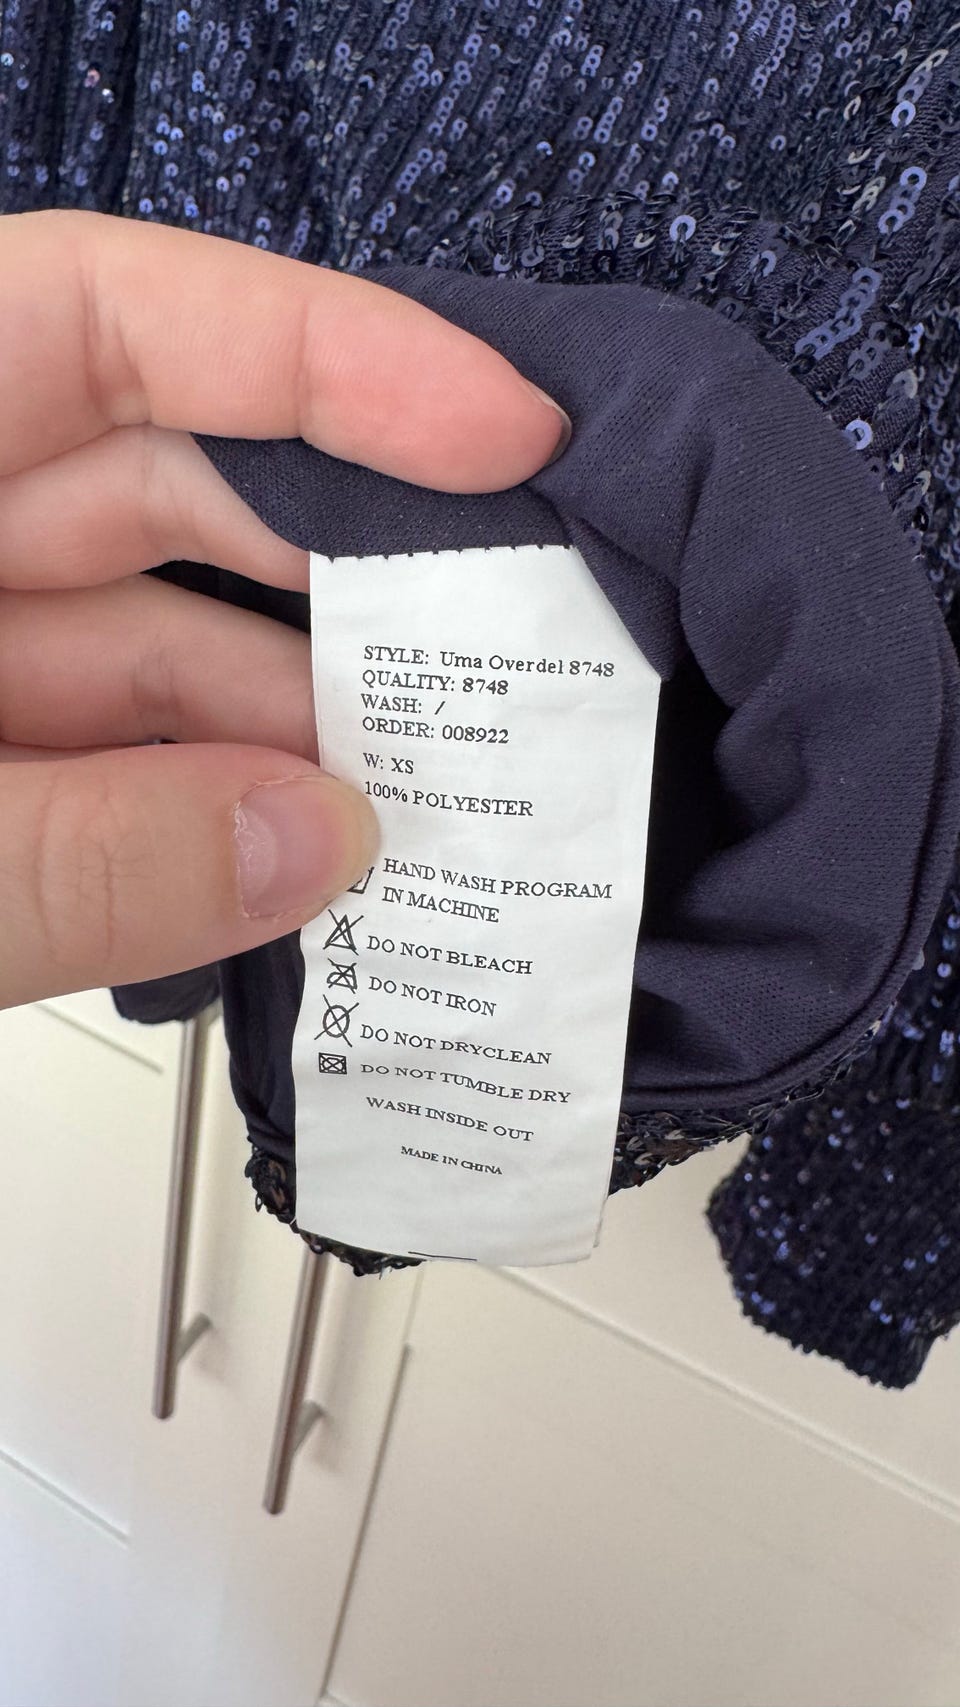 STYLE: Uma Overdel 8748
QUALITY: 8748
WASH: /
ORDER: 008922
W: XS
100% POLYESTER
HAND WASH PROGRAM
IN MACHINE
DO NOT BLEACH
DO NOT IRON
DO NOT DRYCLEAN
DO NOT TUMBLE DRY
WASH INSIDE OUT
MADE IN CHINA